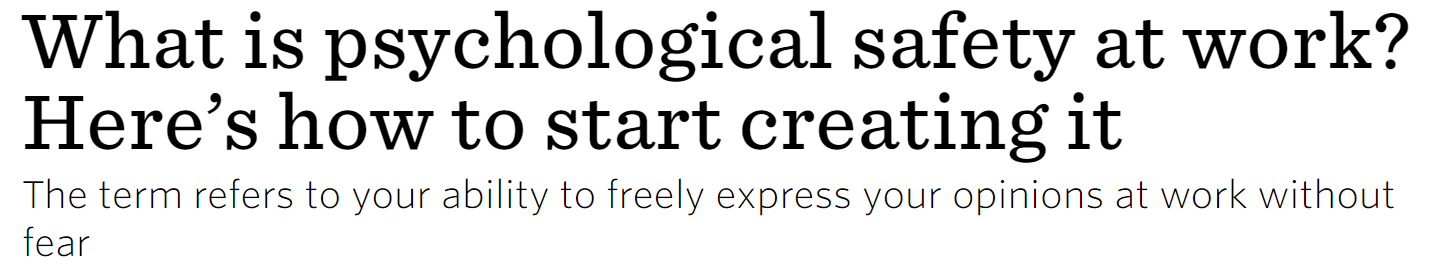 What is psychological safety at work?
Here’s how to start creating it
The term refers to your ability to freely express your opinions at work without
fear